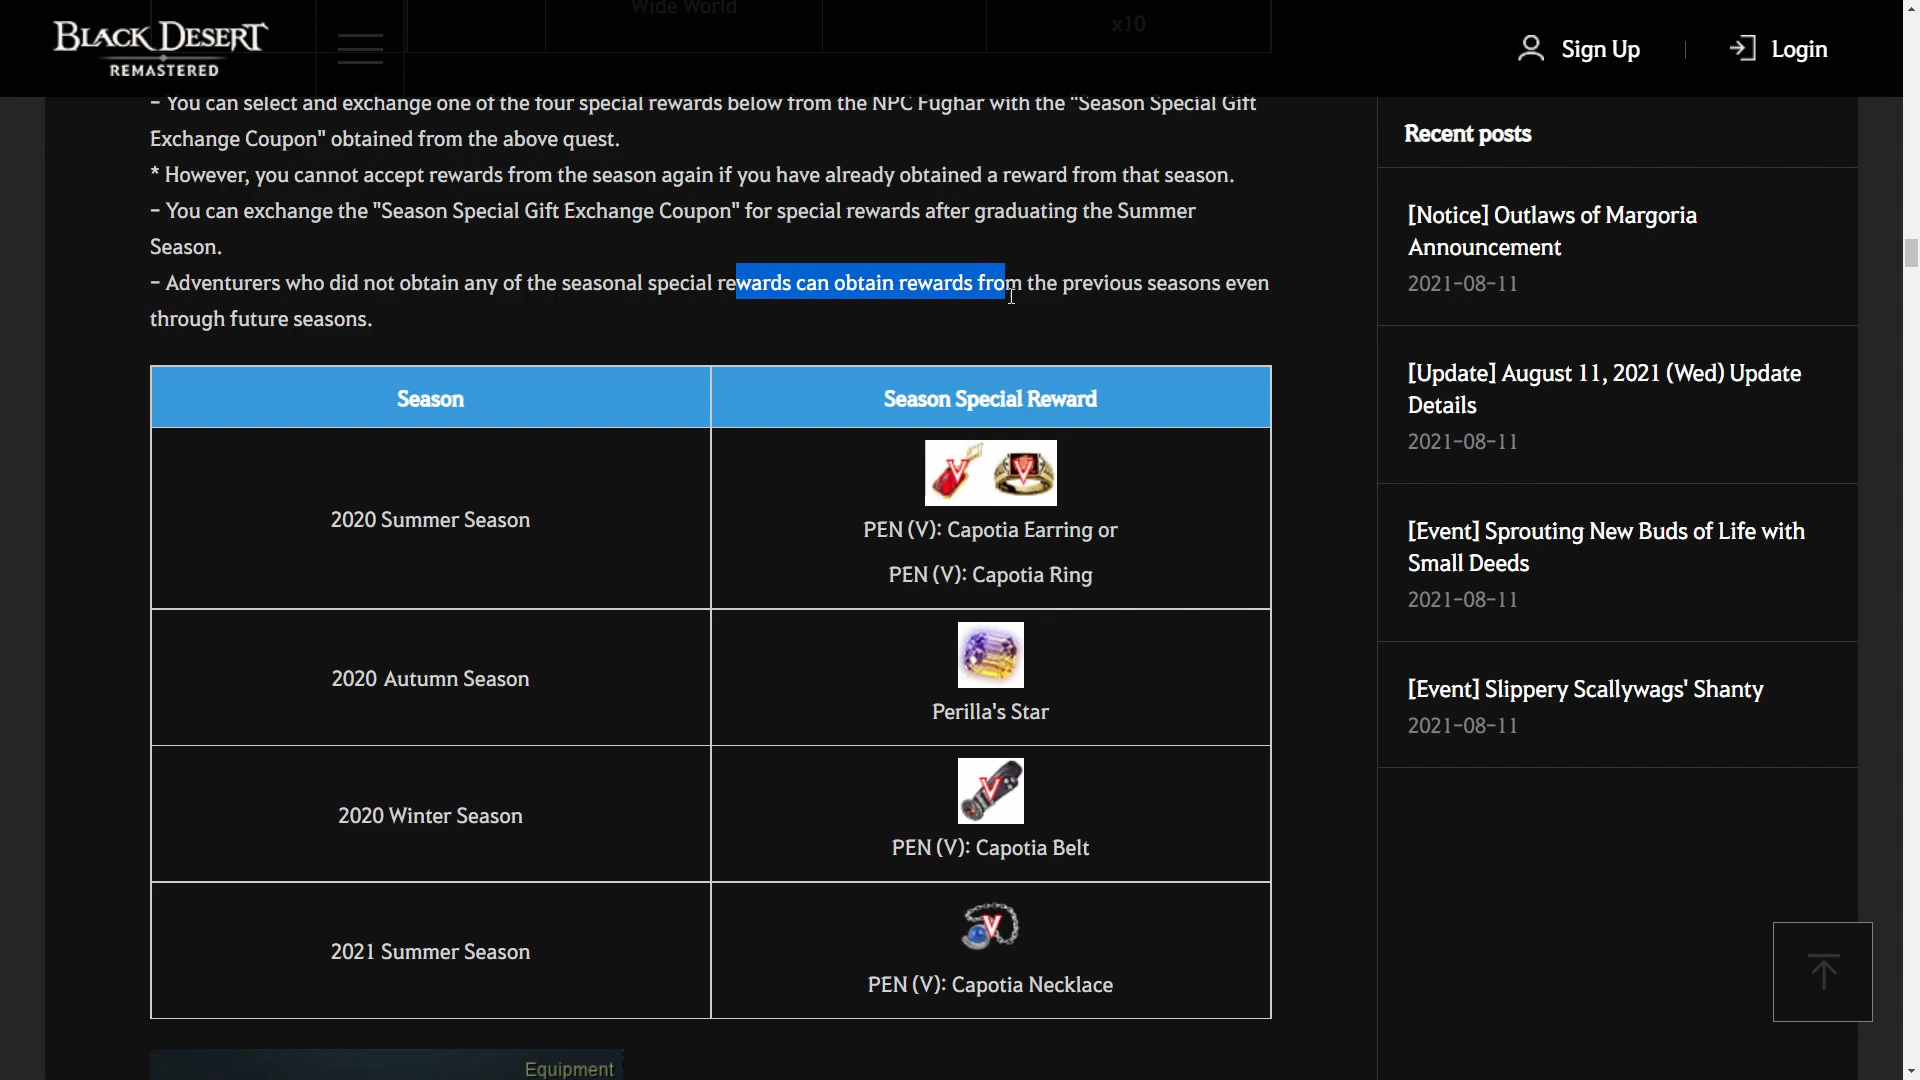 Wide World
x10
BLACK DESERT
REMASTERED
Sign Up
Login
- You can select and exchange one of the four special rewards below from the NPC Fughar with the "Season Special Gift
Exchange Coupon" obtained from the above quest.
* However, you cannot accept rewards from the season again if you have already obtained a reward from that season.
- You can exchange the "Season Special Gift Exchange Coupon" for special rewards after graduating the Summer
Season.
- Adventurers who did not obtain any of the seasonal special rewards can obtain rewards from the previous seasons even
through future seasons.
Season
Season Special Reward
2020 Summer Season
PEN (V): Capotia Earring or
PEN (V): Capotia Ring
2020 Autumn Season
Perilla's Star
2020 Winter Season
V
PEN (V): Capotia Belt
2021 Summer Season
V
PEN (V): Capotia Necklace
Equipment
Recent posts
[Notice] Outlaws of Margoria
Announcement
2021-08-11
[Update] August 11, 2021 (Wed) Update
Details
2021-08-11
[Event] Sprouting New Buds of Life with
Small Deeds
2021-08-11
[Event] Slippery Scallywags' Shanty
2021-08-11